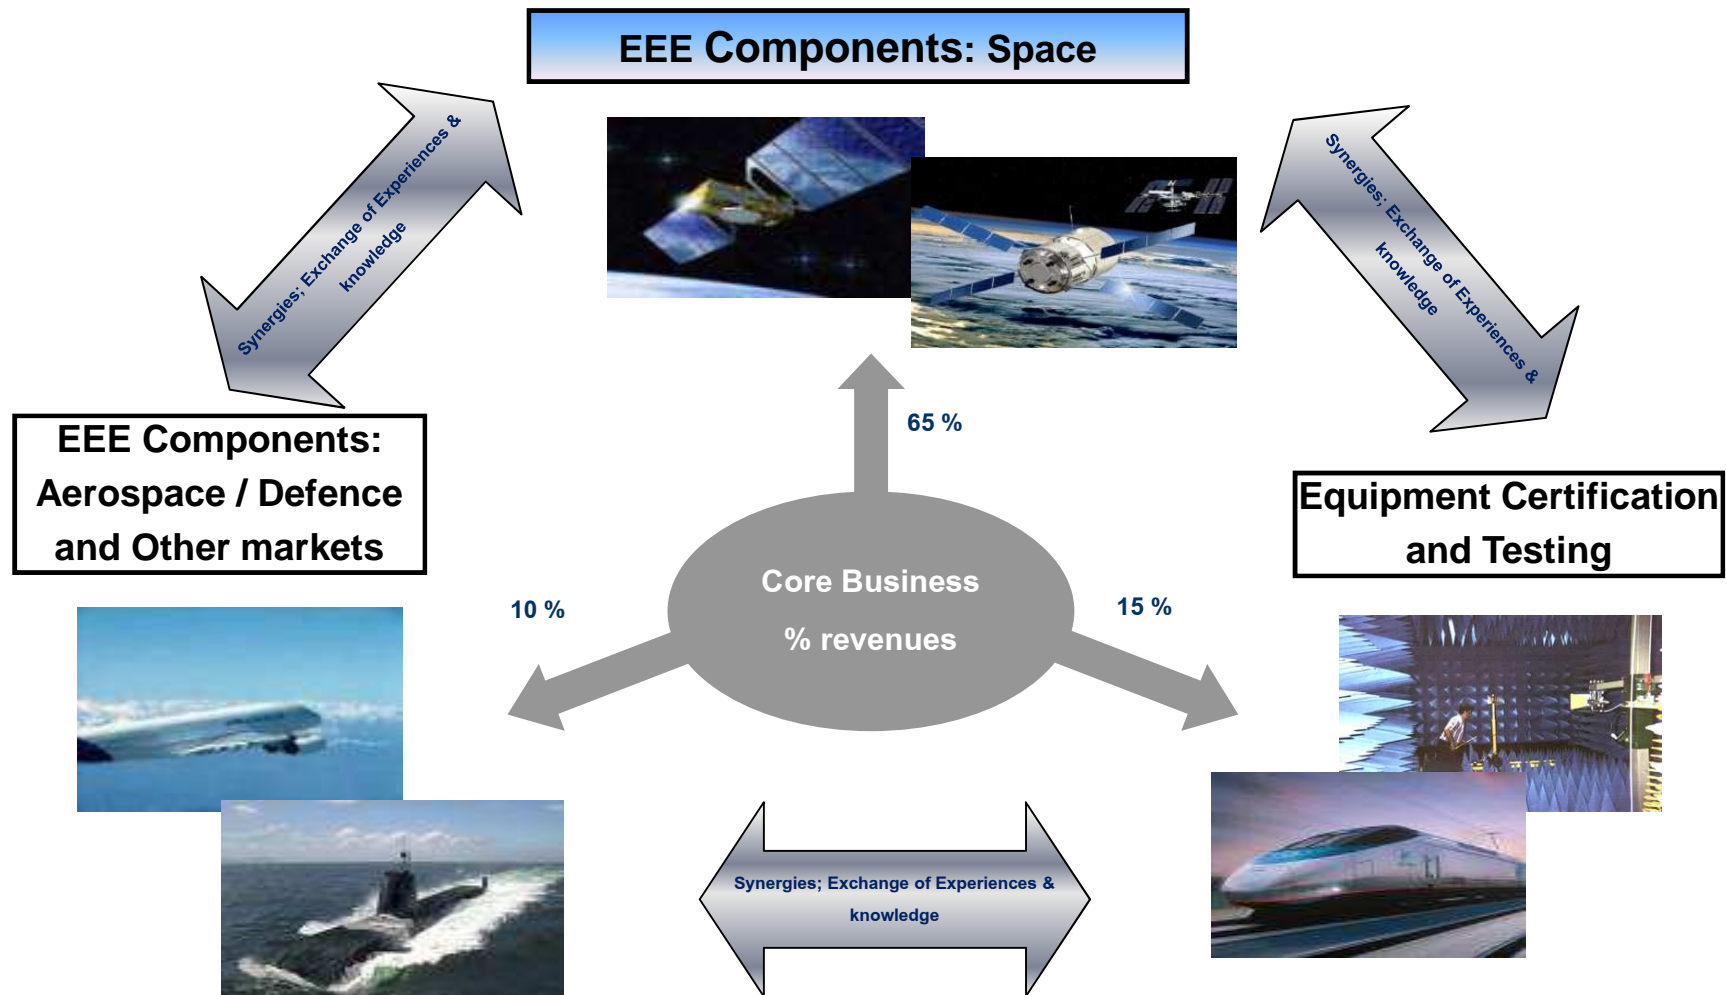 EEE Components: Space
Synergies; Exchange of Experiences &
knowledge
Synergies; Exchange of Experiences &
knowledge
65 %
EEE Components:
Aerospace / Defence
and Other markets
Equipment Certification
and Testing
Core Business
% revenues
10 %
15 %
Synergies; Exchange of Experiences &
knowledge